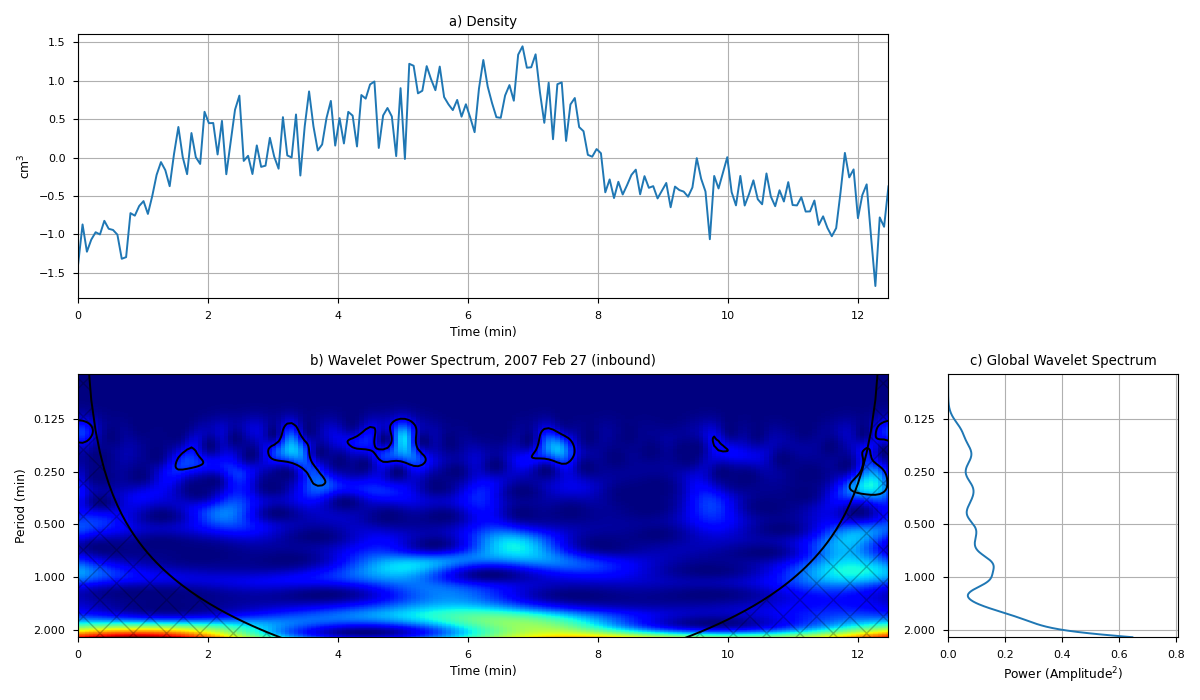 a) Density
1.5
1.0
0.5
0.0
−0.5
−1.0
−1.5
cm³
0 2 4 6 8 10 12
Time (min)
b) Wavelet Power Spectrum, 2007 Feb 27 (inbound)
0.125
0.250
0.500
1.000
2.000
Period (min)
0 2 4 6 8 10 12
Time (min)
c) Global Wavelet Spectrum
0.125
0.250
0.500
1.000
2.000
0.0 0.2 0.4 0.6 0.8
Power (Amplitude²)